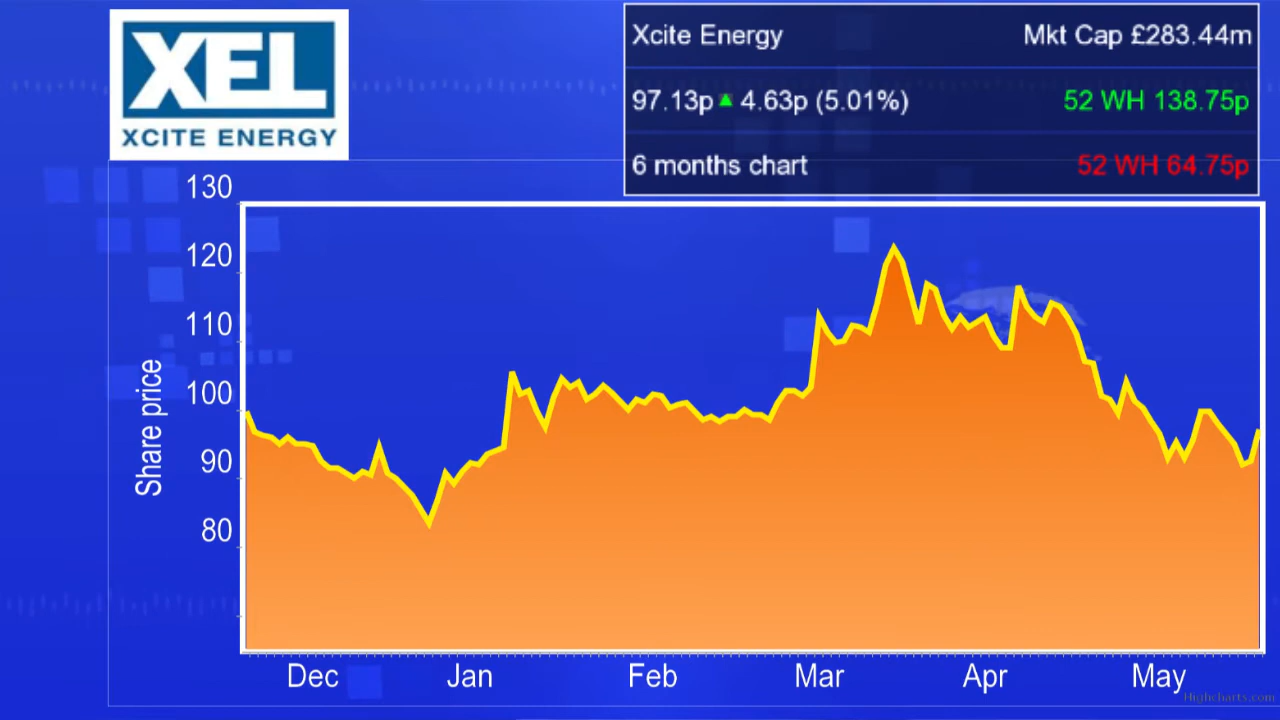 XEL
XCITE ENERGY
Xcite Energy Mkt Cap £283.44m
97.13p▲ 4.63p (5.01%) 52 WH 138.75p
6 months chart 52 WH 64.75p
130
120
110
100
90
80
Share price
Dec Jan Feb Mar Apr May
Highcharts.com